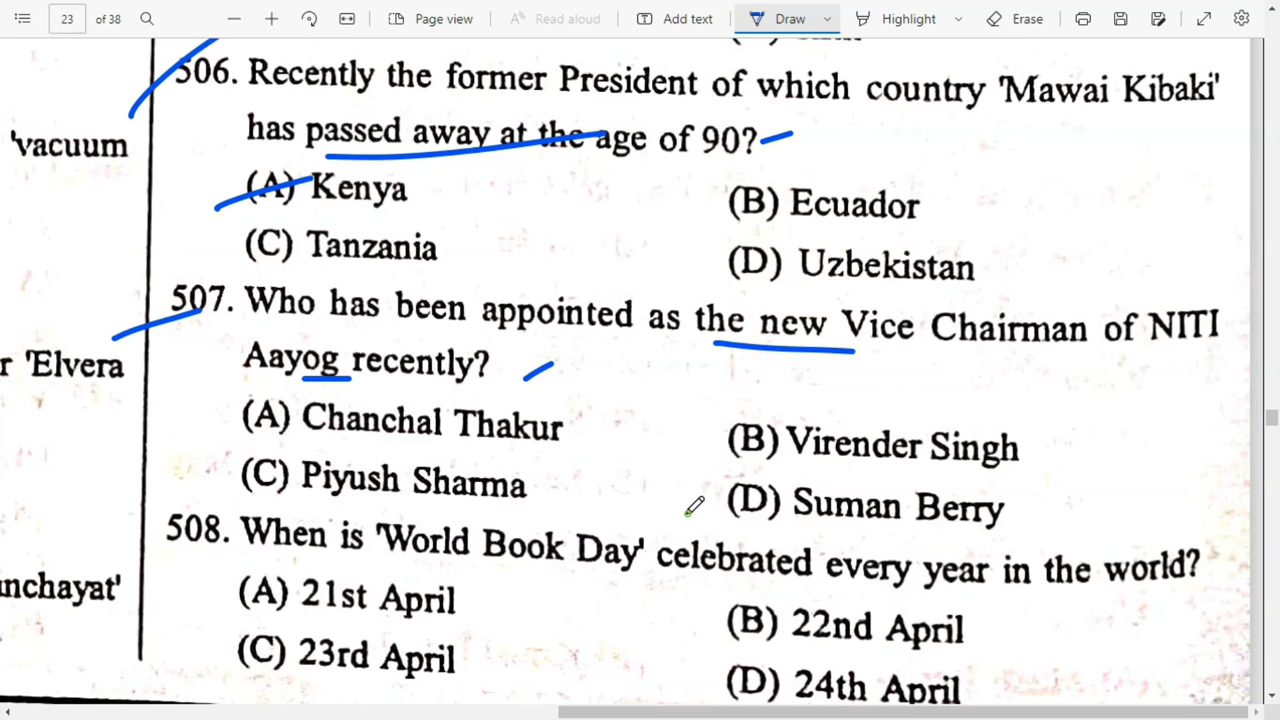 23
of 38
Page view
Read aloud
Add text
Draw
Highlight
Erase
'vacuum
r 'Elvera
nchayat'
506. Recently the former President of which country 'Mawai Kibaki'
has passed away at the age of 90?
(A) Kenya
(B) Ecuador
(C) Tanzania
(D) Uzbekistan
507. Who has been appointed as the new Vice Chairman of NITI
Aayog recently?
(A) Chanchal Thakur
(B) Virender Singh
(C) Piyush Sharma
(D) Suman Berry
508. When is 'World Book Day' celebrated every year in the world?
(A) 21st April
(B) 22nd April
(C) 23rd April
(D) 24th April